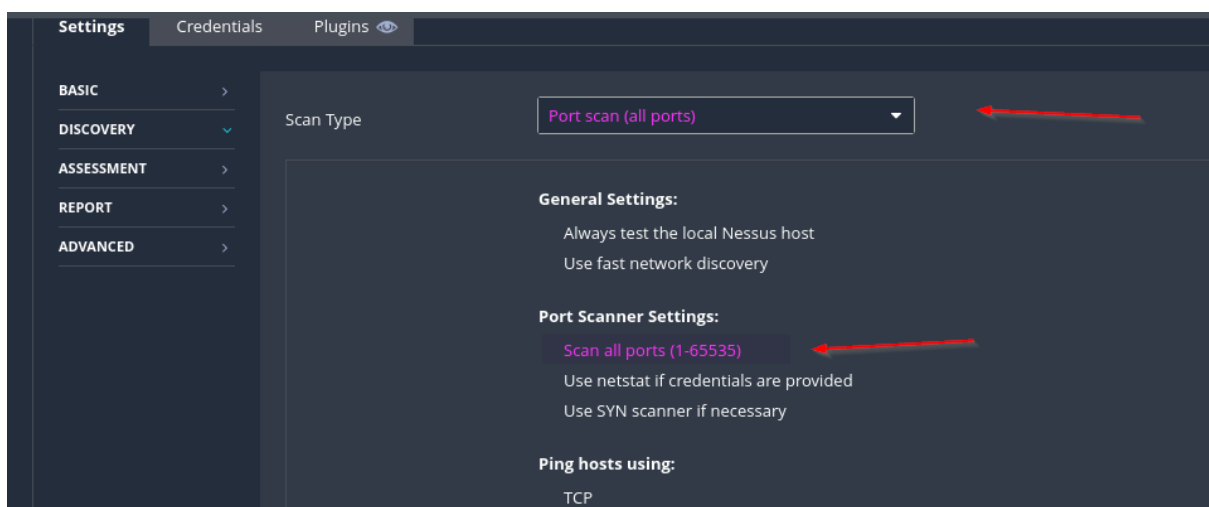 Settings Credentials Plugins
BASIC
DISCOVERY
ASSESSMENT
REPORT
ADVANCED
Scan Type Port scan (all ports)
General Settings:
Always test the local Nessus host
Use fast network discovery
Port Scanner Settings:
Scan all ports (1-65535)
Use netstat if credentials are provided
Use SYN scanner if necessary
Ping hosts using:
TCP